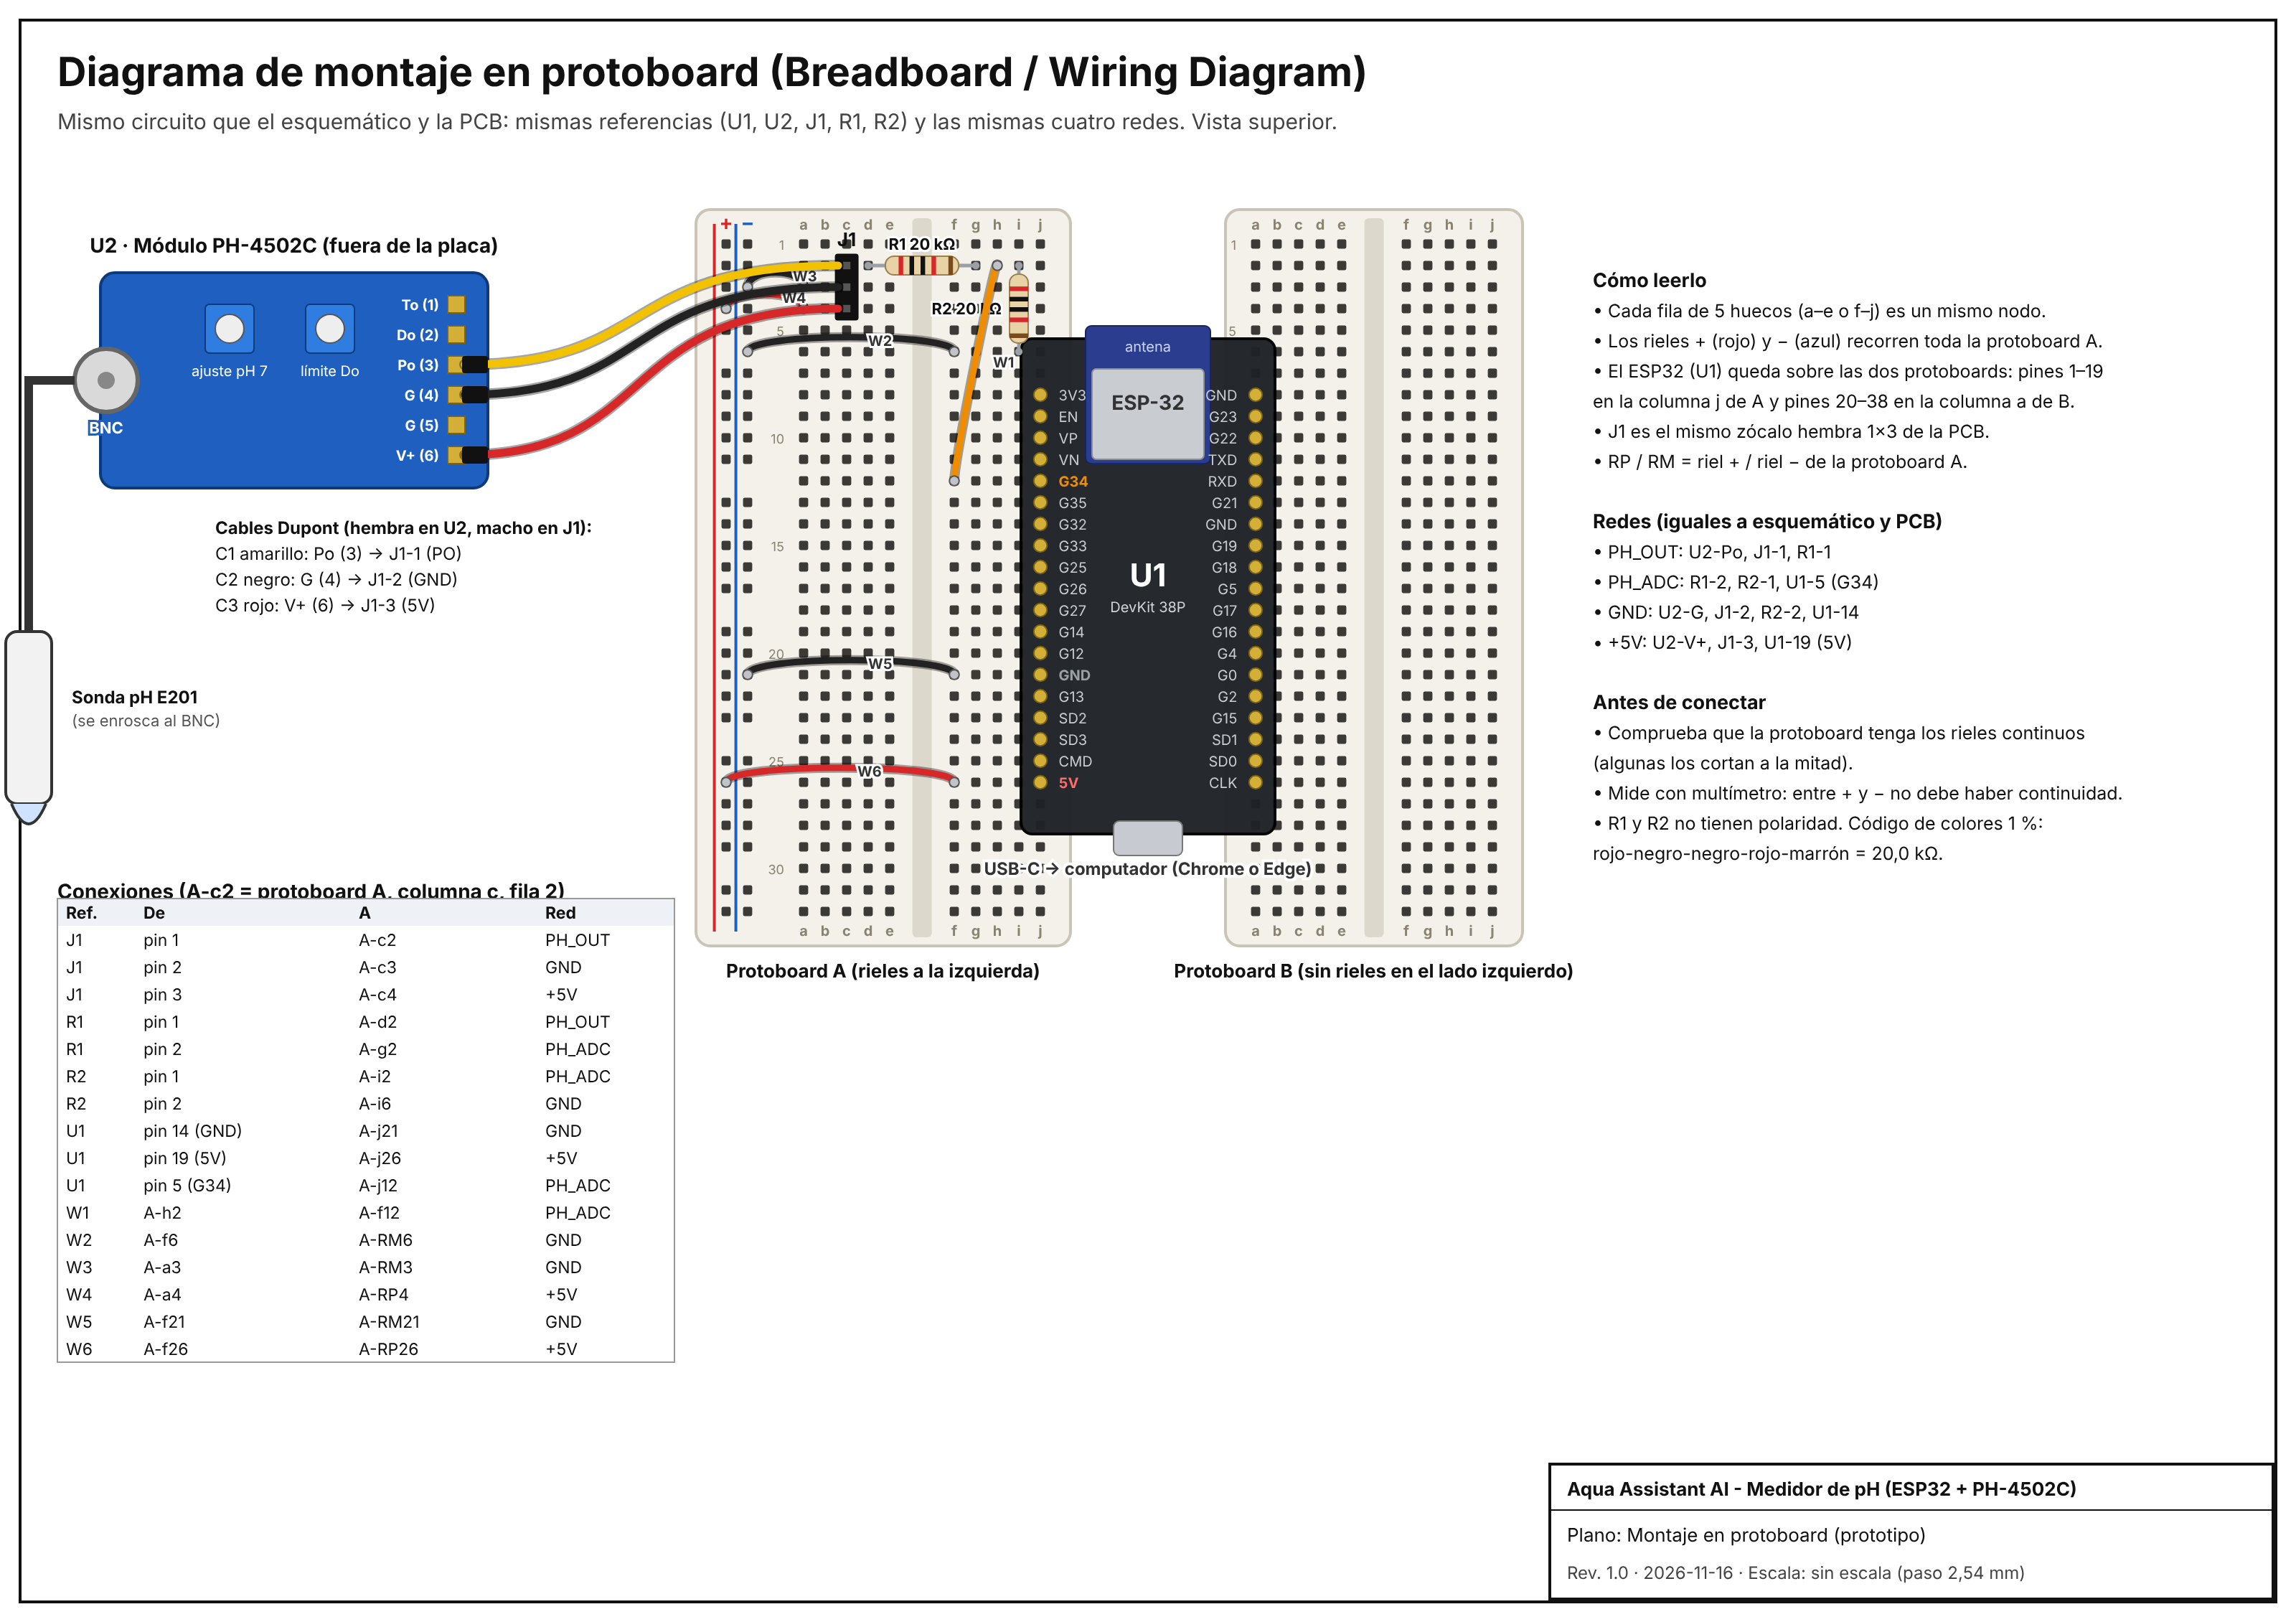 Diagrama de montaje en protoboard (Breadboard / Wiring Diagram)
Mismo circuito que el esquemático y la PCB: mismas referencias (U1, U2, J1, R1, R2) y las mismas cuatro redes. Vista superior.
U2 · Módulo PH-4502C (fuera de la placa)
To (1)
Do (2)
Po (3)
G (4)
G (5)
V+ (6)
ajuste pH 7
límite Do
BNC
Cables Dupont (hembra en U2, macho en J1):
C1 amarillo: Po (3) → J1-1 (PO)
C2 negro: G (4) → J1-2 (GND)
C3 rojo: V+ (6) → J1-3 (5V)
Sonda pH E201
(se enrosca al BNC)
+ −
a b c d e f g h i j
1
5
10
15
20
25
30
a b c d e f g h i j
J1
R1 20 kΩ
R2 20 kΩ
W3
W4
W2
W1
W5
W6
antena
ESP-32
U1
DevKit 38P
3V3 GND
EN G23
VP G22
VN TXD
G34 RXD
G35 G21
G32 GND
G33 G19
G25 G18
G26 G5
G27 G17
G14 G16
G12 G4
GND G0
G13 G2
SD2 G15
SD3 SD1
CMD SD0
5V CLK
USB-C → computador (Chrome o Edge)
a b c d e f g h i j
1
5
a b c d e f g h i j
Protoboard A (rieles a la izquierda)
Protoboard B (sin rieles en el lado izquierdo)
Cómo leerlo
• Cada fila de 5 huecos (a–e o f–j) es un mismo nodo.
• Los rieles + (rojo) y − (azul) recorren toda la protoboard A.
• El ESP32 (U1) queda sobre las dos protoboards: pines 1–19
en la columna j de A y pines 20–38 en la columna a de B.
• J1 es el mismo zócalo hembra 1×3 de la PCB.
• RP / RM = riel + / riel − de la protoboard A.
Redes (iguales a esquemático y PCB)
• PH_OUT: U2-Po, J1-1, R1-1
• PH_ADC: R1-2, R2-1, U1-5 (G34)
• GND: U2-G, J1-2, R2-2, U1-14
• +5V: U2-V+, J1-3, U1-19 (5V)
Antes de conectar
• Comprueba que la protoboard tenga los rieles continuos
(algunas los cortan a la mitad).
• Mide con multímetro: entre + y − no debe haber continuidad.
• R1 y R2 no tienen polaridad. Código de colores 1 %:
rojo-negro-negro-rojo-marrón = 20,0 kΩ.
Conexiones (A-c2 = protoboard A, columna c, fila 2)
Ref. De A Red
J1 pin 1 A-c2 PH_OUT
J1 pin 2 A-c3 GND
J1 pin 3 A-c4 +5V
R1 pin 1 A-d2 PH_OUT
R1 pin 2 A-g2 PH_ADC
R2 pin 1 A-i2 PH_ADC
R2 pin 2 A-i6 GND
U1 pin 14 (GND) A-j21 GND
U1 pin 19 (5V) A-j26 +5V
U1 pin 5 (G34) A-j12 PH_ADC
W1 A-h2 A-f12 PH_ADC
W2 A-f6 A-RM6 GND
W3 A-a3 A-RM3 GND
W4 A-a4 A-RP4 +5V
W5 A-f21 A-RM21 GND
W6 A-f26 A-RP26 +5V
Aqua Assistant AI - Medidor de pH (ESP32 + PH-4502C)
Plano: Montaje en protoboard (prototipo)
Rev. 1.0 · 2026-11-16 · Escala: sin escala (paso 2,54 mm)